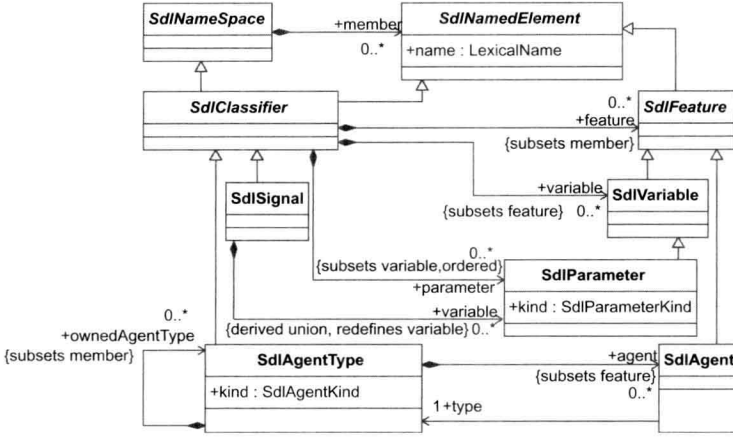 SdlNameSpace
+member
0..*
SdlNamedElement
+name : LexicalName
SdlClassifier
0..*
+feature
{subsets member}
SdlFeature
SdlSignal
+variable
{subsets feature} 0..*
SdlVariable
0..*
{subsets variable,ordered}
+parameter
SdlParameter
+kind : SdlParameterKind
+variable
{derived union, redefines variable} 0..*
0..*
+ownedAgentType
{subsets member}
SdlAgentType
+kind : SdlAgentKind
+agent
{subsets feature}
0..*
SdlAgent
1+type